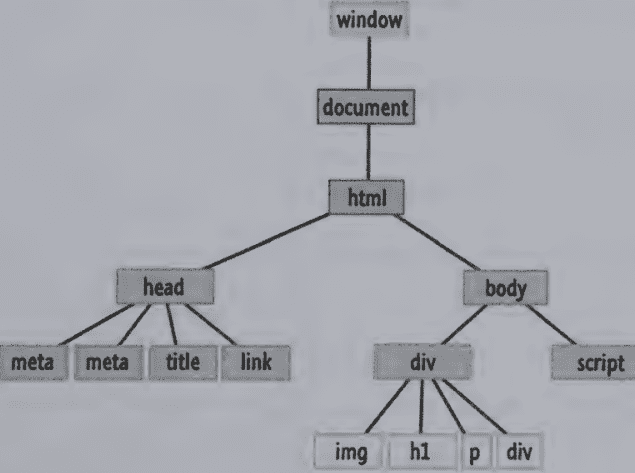 window
document
html
head body
meta meta title link div script
img h1 p div